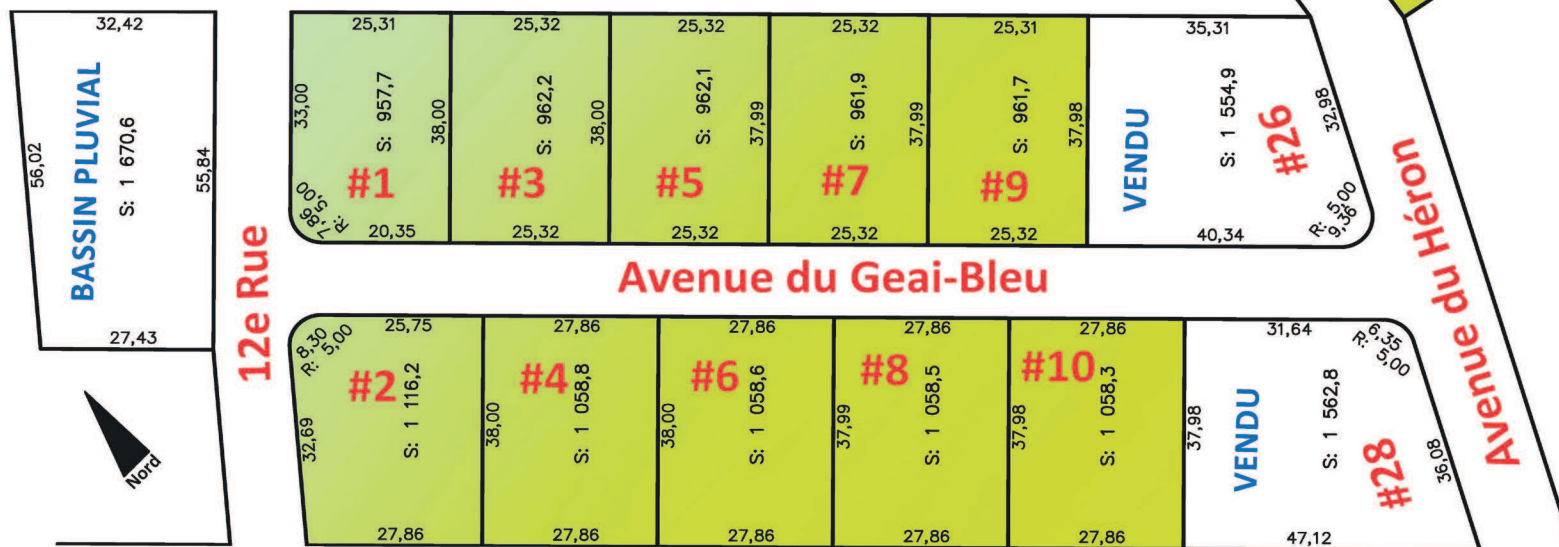 32,42
56,02
BASSIN PLUVIAL
S: 1 670,6
55,84
27,43
Nord
12e Rue
25,31
33,00
S: 957,7
38,00
#1
7,86
R: 5,00
20,35
25,32
S: 962,2
38,00
#3
25,32
25,32
S: 962,1
37,99
#5
25,32
25,32
S: 961,9
37,99
#7
25,32
25,31
S: 961,7
37,98
#9
25,32
35,31
VENDU
S: 1 554,9
#26
32,98
R: 5,00
9,36
40,34
Avenue du Geai-Bleu
Avenue du Héron
8,30
R: 5,00
25,75
#2
S: 1 116,2
32,69
27,86
27,86
#4
38,00
S: 1 058,8
27,86
27,86
#6
38,00
S: 1 058,6
27,86
27,86
#8
37,99
S: 1 058,5
27,86
27,86
#10
37,98
S: 1 058,3
27,86
31,64
6,35
R: 5,00
37,98
VENDU
S: 1 562,8
#28
36,08
47,12